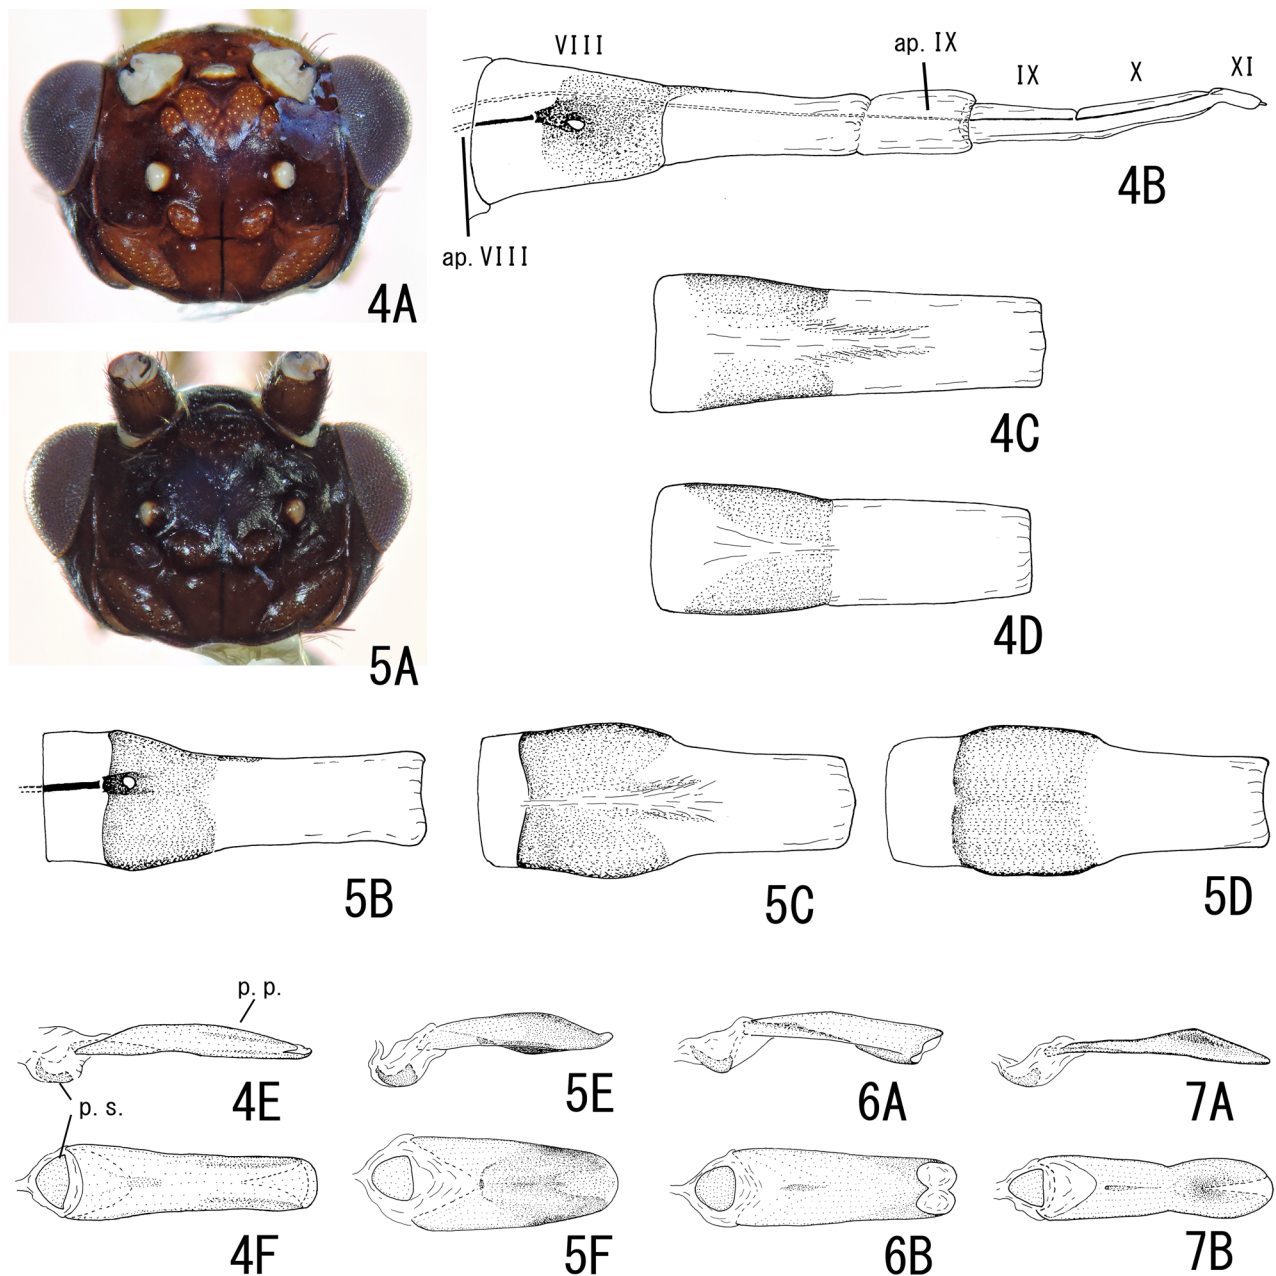 VIII
ap. IX
IX
X
XI
4B
ap. VIII
4A
4C
5A
4D
5B
5C
5D
p. p.
4E
5E
6A
7A
p. s.
4F
5F
6B
7B